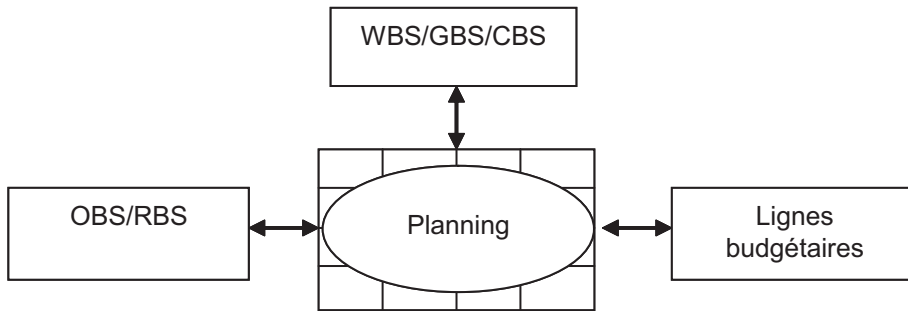 WBS/GBS/CBS
OBS/RBS
Planning
Lignes
budgétaires